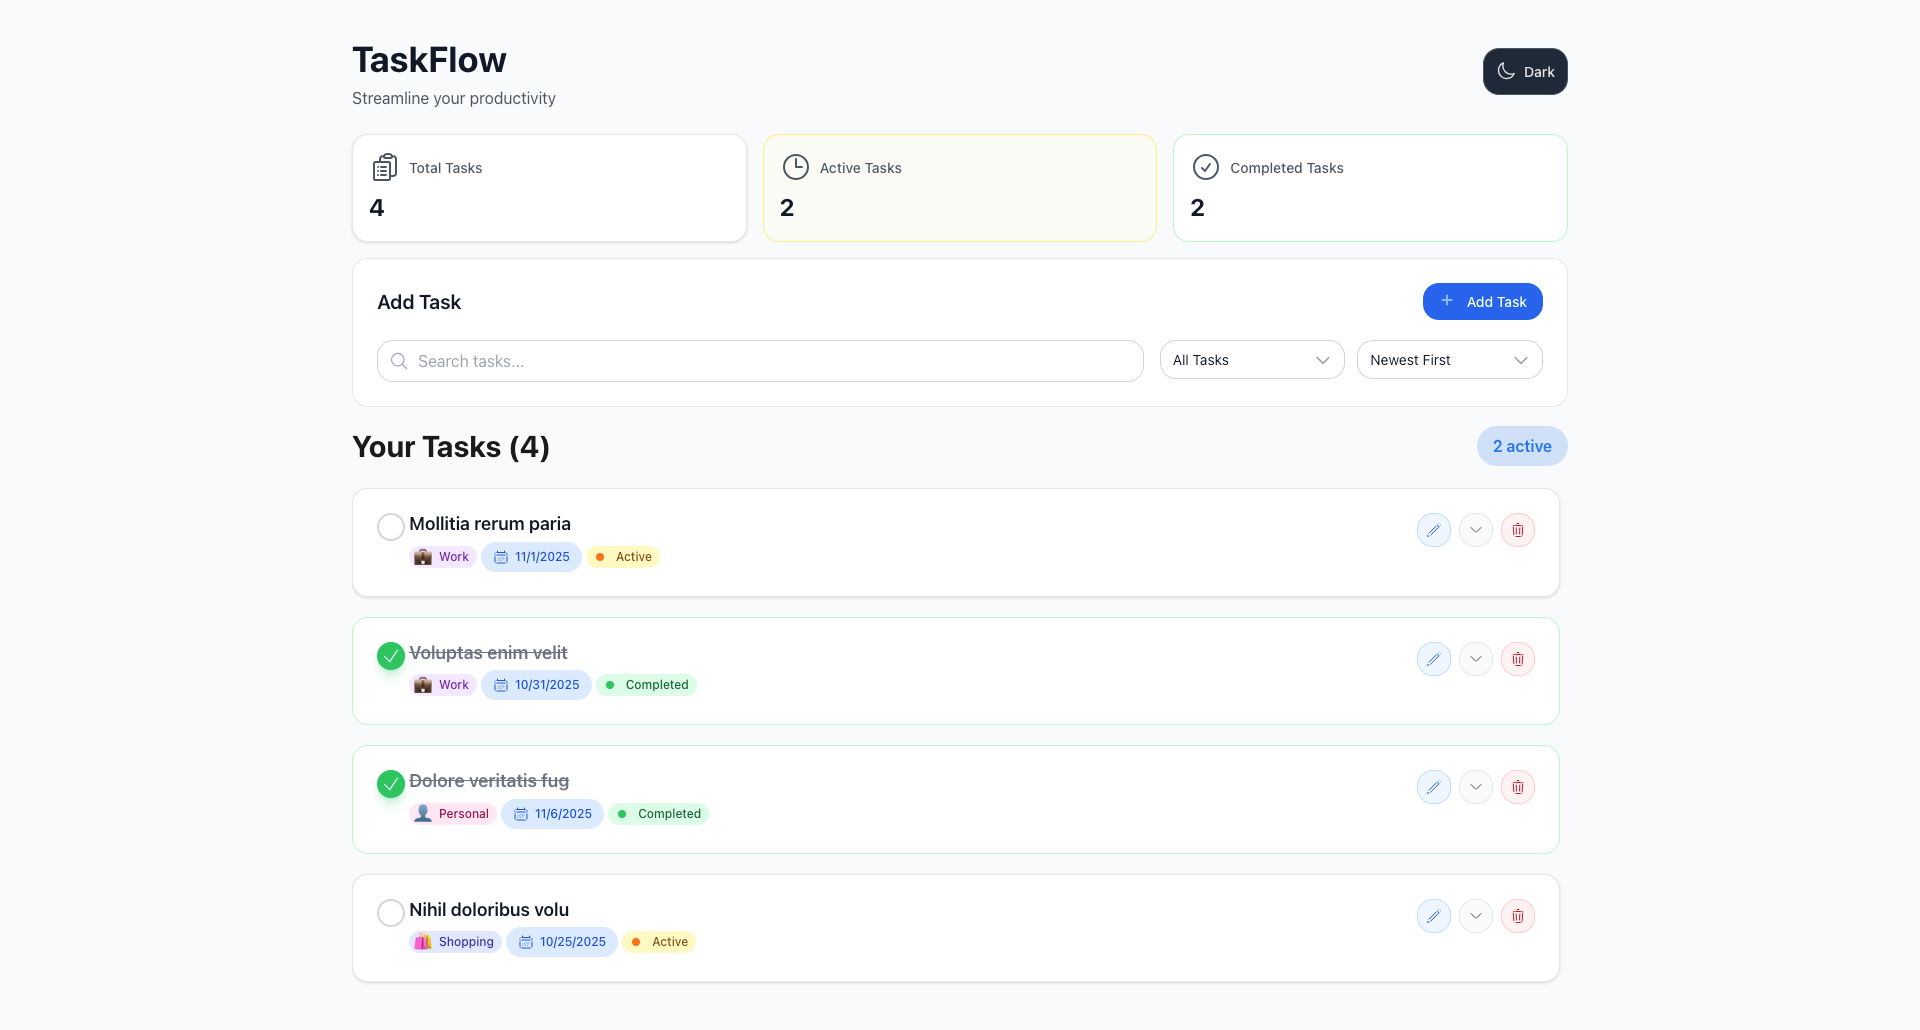 TaskFlow
Streamline your productivity
Dark
Total Tasks
4
Active Tasks
2
Completed Tasks
2
Add Task
Add Task
Search tasks...
All Tasks
Newest First
Your Tasks (4)
2 active
Mollitia rerum paria
Work 11/1/2025 Active
Voluptas enim velit
Work 10/31/2025 Completed
Dolore veritatis fug
Personal 11/6/2025 Completed
Nihil doloribus volu
Shopping 10/25/2025 Active